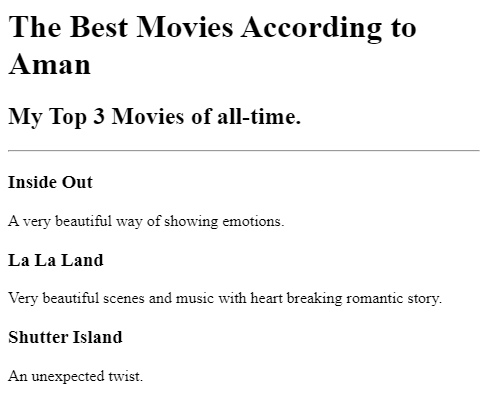 The Best Movies According to
Aman
My Top 3 Movies of all-time.
Inside Out
A very beautiful way of showing emotions.
La La Land
Very beautiful scenes and music with heart breaking romantic story.
Shutter Island
An unexpected twist.